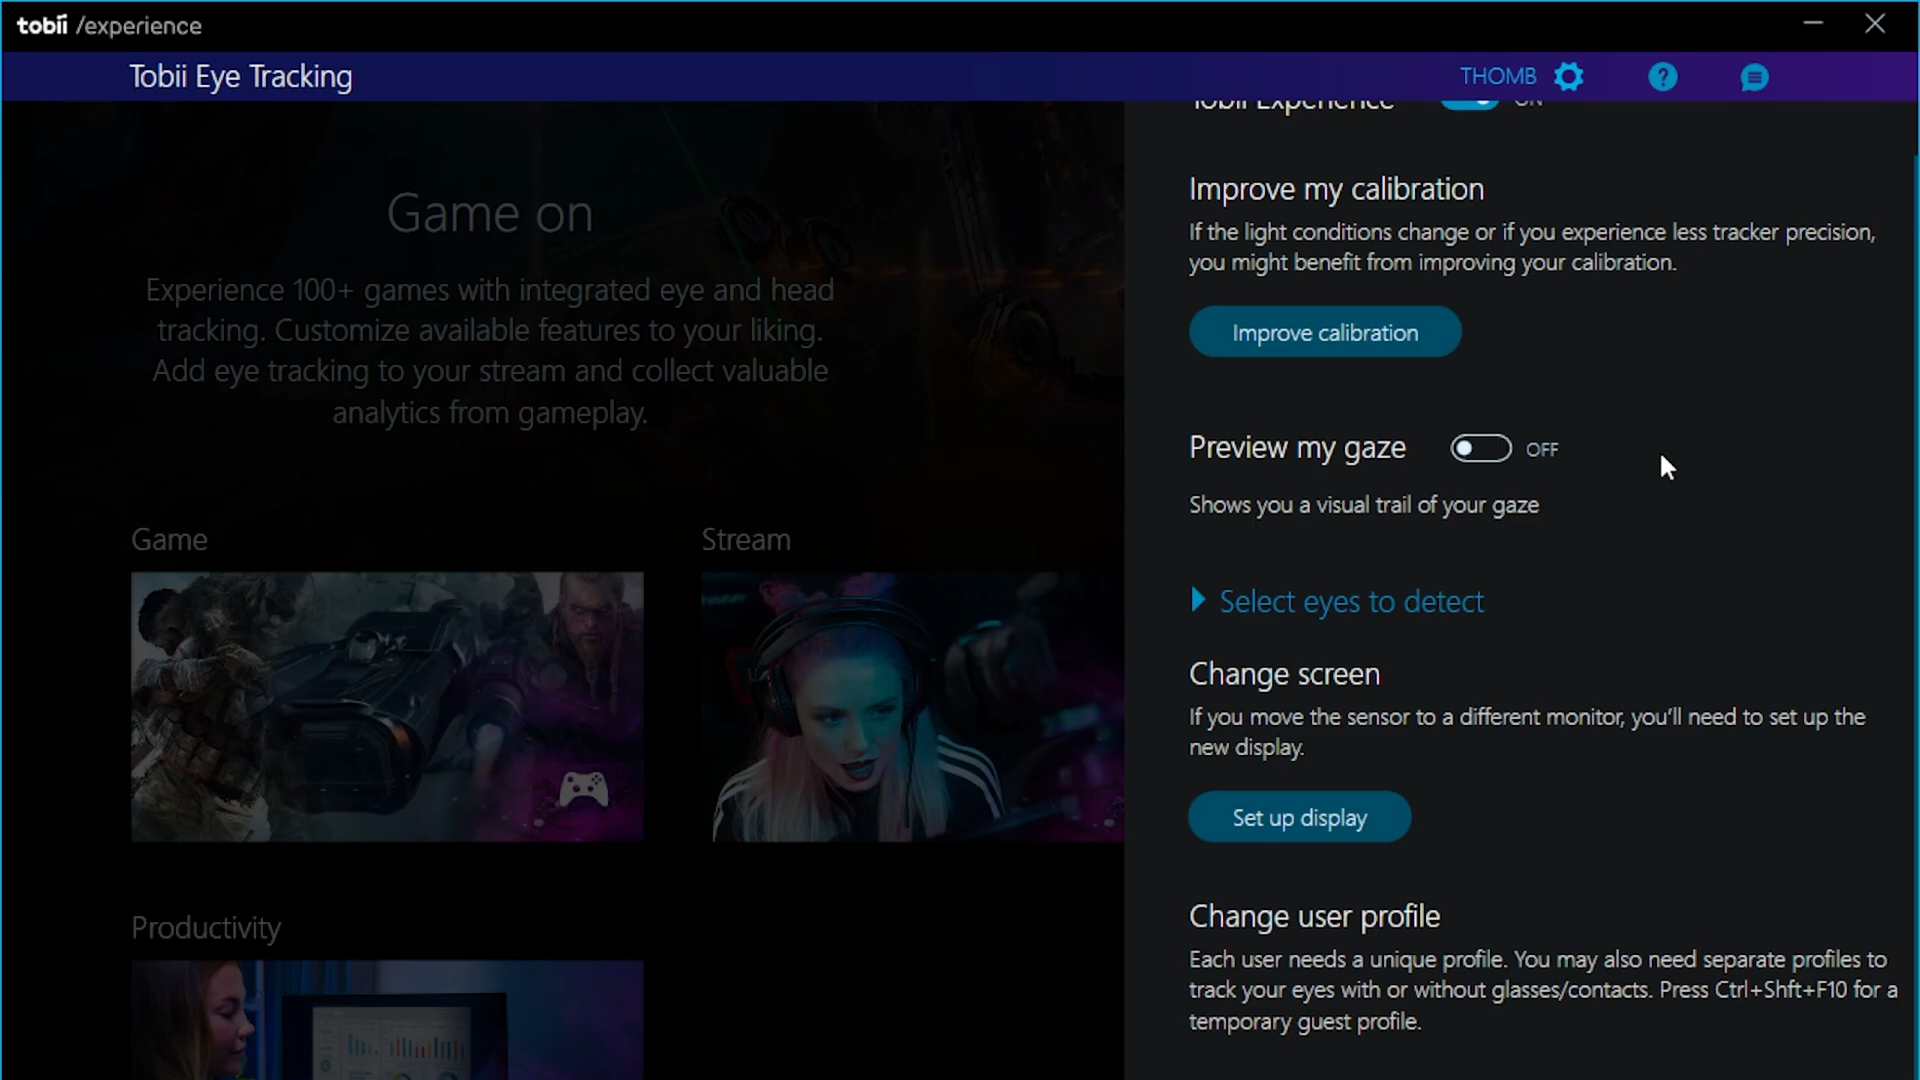 tobii /experience
Tobii Eye Tracking
THOMB
Game on
Experience 100+ games with integrated eye and head
tracking. Customize available features to your liking.
Add eye tracking to your stream and collect valuable
analytics from gameplay.
Game
Stream
Productivity
Tobii Experience
ON
Improve my calibration
If the light conditions change or if you experience less tracker precision,
you might benefit from improving your calibration.
Improve calibration
Preview my gaze
OFF
Shows you a visual trail of your gaze
Select eyes to detect
Change screen
If you move the sensor to a different monitor, you'll need to set up the
new display.
Set up display
Change user profile
Each user needs a unique profile. You may also need separate profiles to
track your eyes with or without glasses/contacts. Press Ctrl+Shft+F10 for a
temporary guest profile.